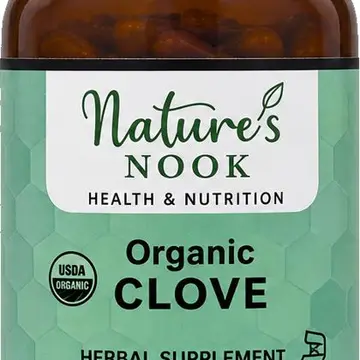 Nature's
NOOK
HEALTH & NUTRITION
Organic
USDA
ORGANIC
CLOVE
HERBAL SUPPLEMENT
K